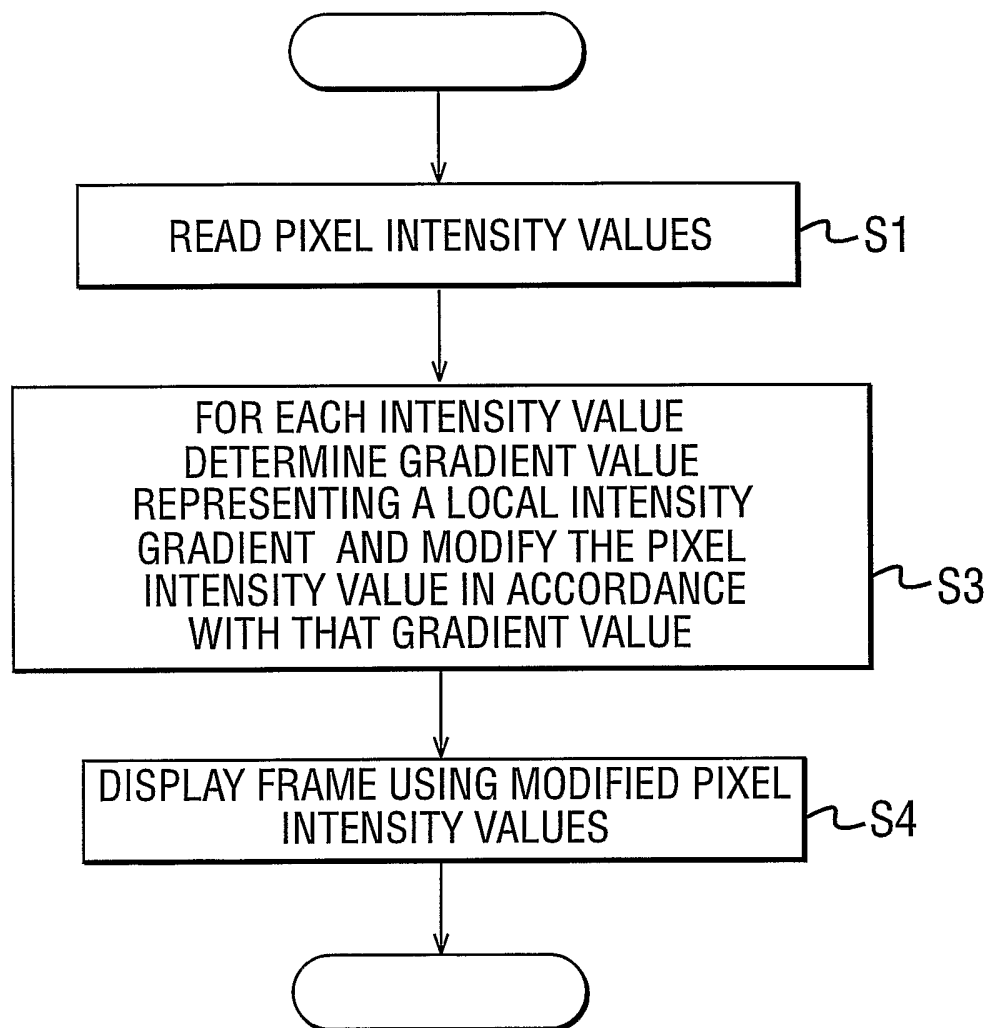 READ PIXEL INTENSITY VALUES
S1
FOR EACH INTENSITY VALUE
DETERMINE GRADIENT VALUE
REPRESENTING A LOCAL INTENSITY
GRADIENT AND MODIFY THE PIXEL
INTENSITY VALUE IN ACCORDANCE
WITH THAT GRADIENT VALUE
S3
DISPLAY FRAME USING MODIFIED PIXEL
INTENSITY VALUES
S4